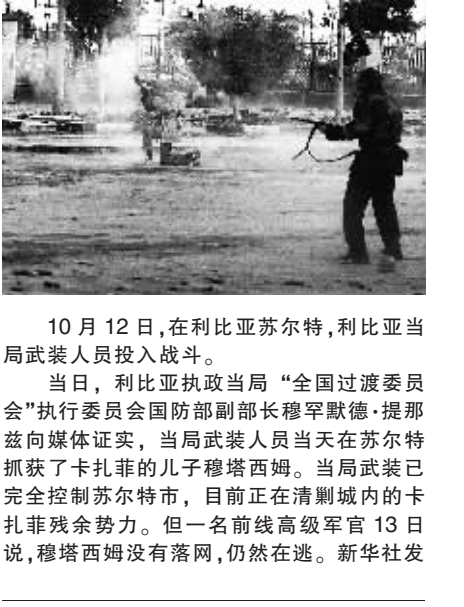 10 月 12 日,在利比亚苏尔特,利比亚当
局武装人员投入战斗。
当日，利比亚执政当局“全国过渡委员
会”执行委员会国防部副部长穆罕默德·提那
兹向媒体证实，当局武装人员当天在苏尔特
抓获了卡扎菲的儿子穆塔西姆。当局武装已
完全控制苏尔特市，目前正在清剿城内的卡
扎菲残余势力。但一名前线高级军官 13 日
说,穆塔西姆没有落网,仍然在逃。新华社发